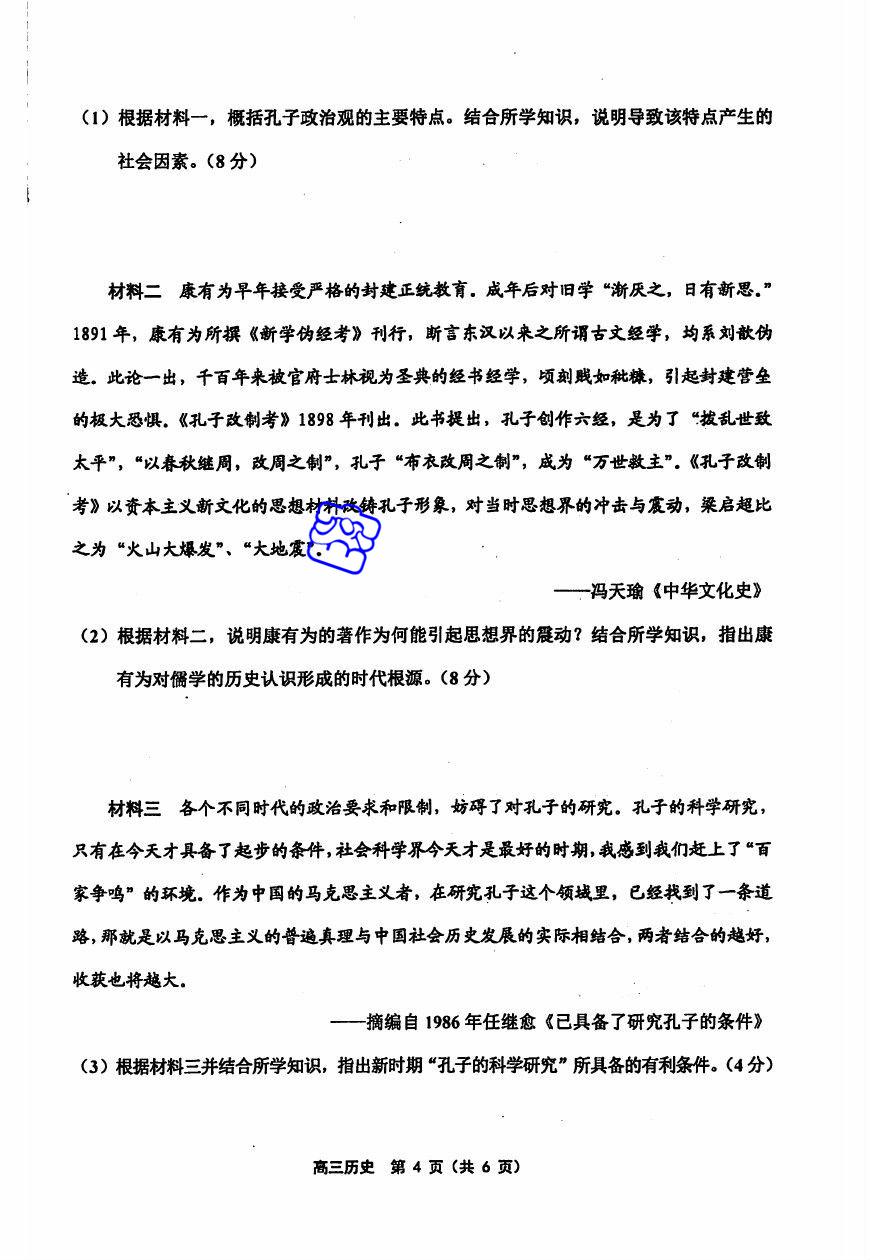 （1）根据材料一，概括孔子政治观的主要特点。结合所学知识，说明导致该特点产生的
社会因素。（8 分）
材料二　康有为早年接受严格的封建正统教育。成年后对旧学“渐厌之，日有新思。”
1891 年，康有为所撰《新学伪经考》刊行，断言东汉以来之所谓古文经学，均系刘歆伪
造。此论一出，千百年来被官府士林视为圣典的经书经学，顷刻贱如秕糠，引起封建营垒
的极大恐惧。《孔子改制考》1898 年刊出。此书提出，孔子创作六经，是为了“拨乱世致
太平”，“以春秋继周，改周之制”，孔子“布衣改周之制”，成为“万世教主”。《孔子改制
考》以资本主义新文化的思想材料改铸孔子形象，对当时思想界的冲击与震动，梁启超比
之为“火山大爆发”、“大地震”。
——冯天瑜《中华文化史》
（2）根据材料二，说明康有为的著作为何能引起思想界的震动？结合所学知识，指出康
有为对儒学的历史认识形成的时代根源。（8 分）
材料三　各个不同时代的政治要求和限制，妨碍了对孔子的研究。孔子的科学研究，
只有在今天才具备了起步的条件，社会科学界今天才是最好的时期，我感到我们赶上了“百
家争鸣”的环境。作为中国的马克思主义者，在研究孔子这个领域里，已经找到了一条道
路，那就是以马克思主义的普遍真理与中国社会历史发展的实际相结合，两者结合的越好，
收获也将越大。
——摘编自 1986 年任继愈《已具备了研究孔子的条件》
（3）根据材料三并结合所学知识，指出新时期“孔子的科学研究”所具备的有利条件。（4 分）
高三历史　第 4 页（共 6 页）